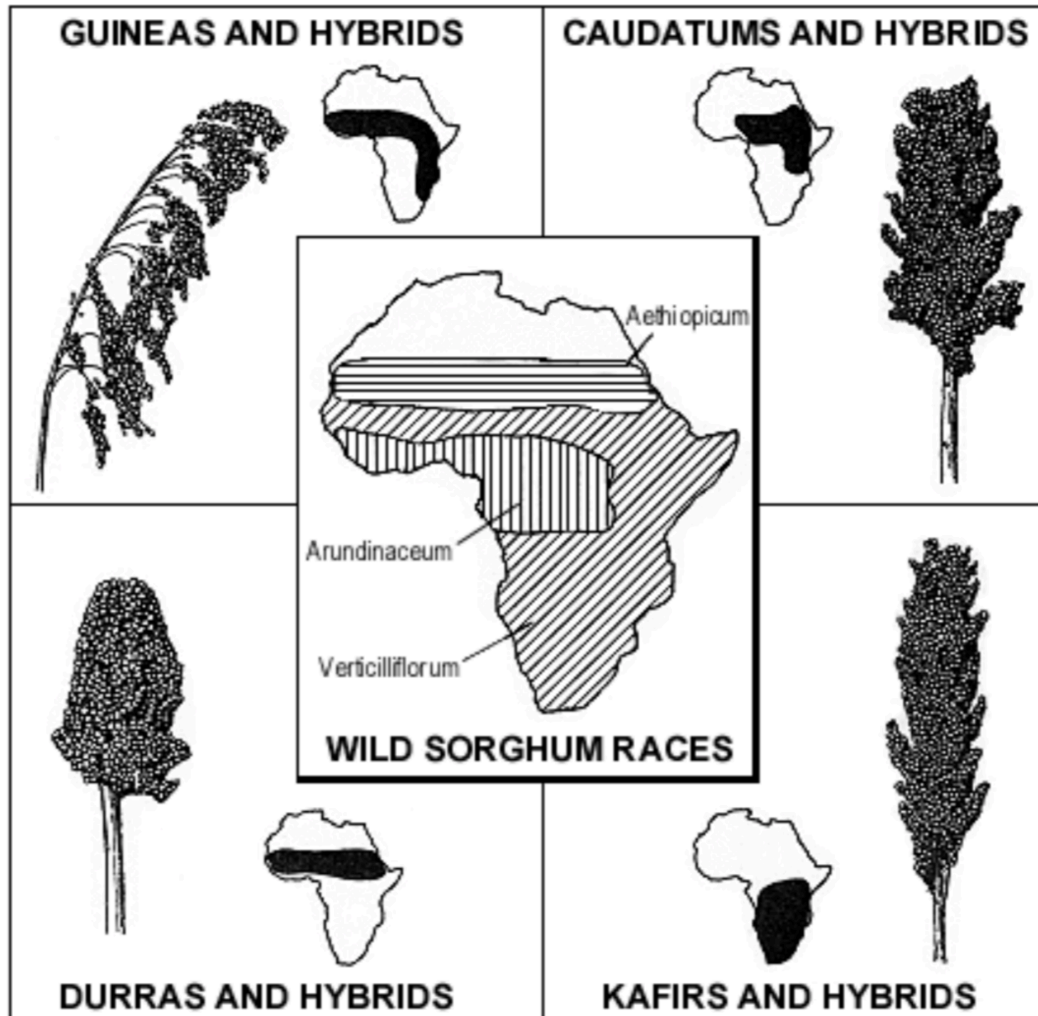 GUINEAS AND HYBRIDS
CAUDATUMS AND HYBRIDS
Aethiopicum
Arundinaceum
Verticilliflorum
WILD SORGHUM RACES
DURRAS AND HYBRIDS
KAFIRS AND HYBRIDS